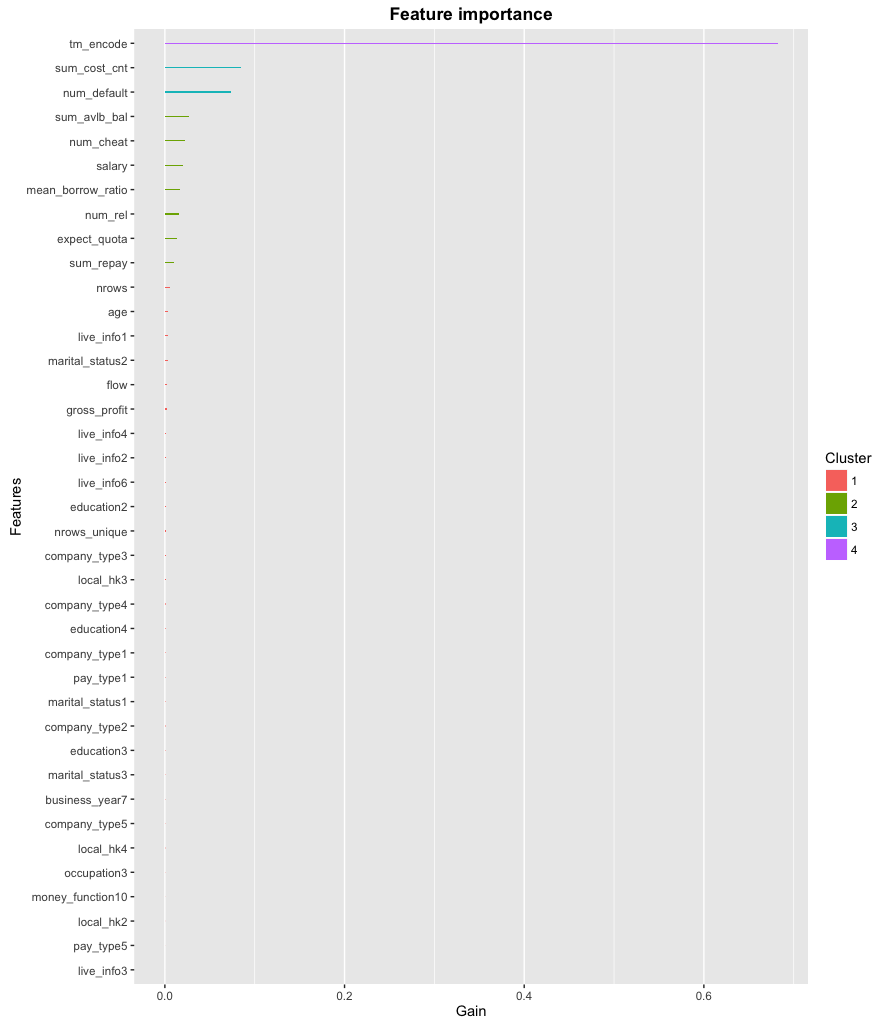 Feature importance
tm_encode
sum_cost_cnt
num_default
sum_avlb_bal
num_cheat
salary
mean_borrow_ratio
num_rel
expect_quota
sum_repay
nrows
age
live_info1
marital_status2
flow
gross_profit
live_info4
live_info2
live_info6
education2
nrows_unique
company_type3
local_hk3
company_type4
education4
company_type1
pay_type1
marital_status1
company_type2
education3
marital_status3
business_year7
company_type5
local_hk4
occupation3
money_function10
local_hk2
pay_type5
live_info3
Features
0.0 0.2 0.4 0.6
Gain
Cluster
1
2
3
4